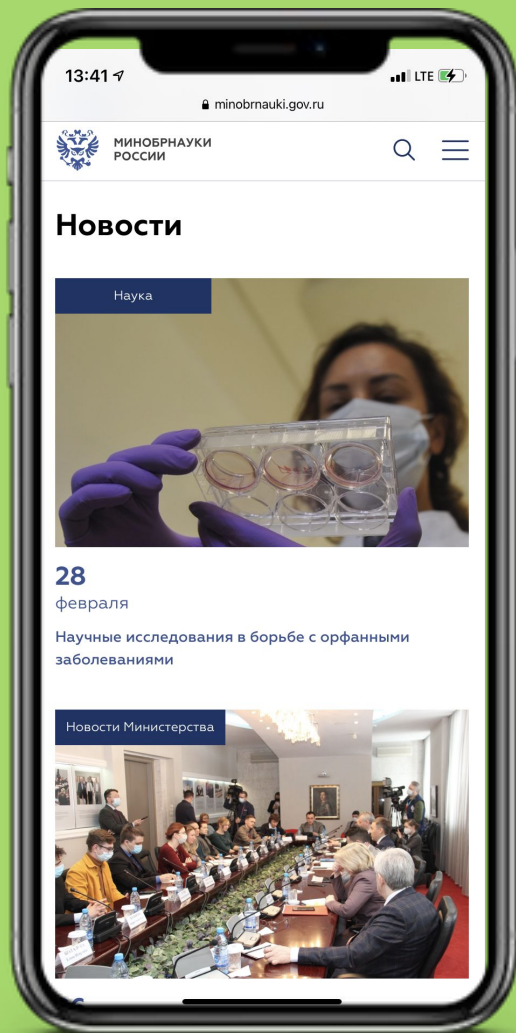 13:41
LTE
minobrnauki.gov.ru
МИНОБРНАУКИ
РОССИИ
Новости
Наука
28
февраля
Научные исследования в борьбе с орфанными
заболеваниями
Новости Министерства